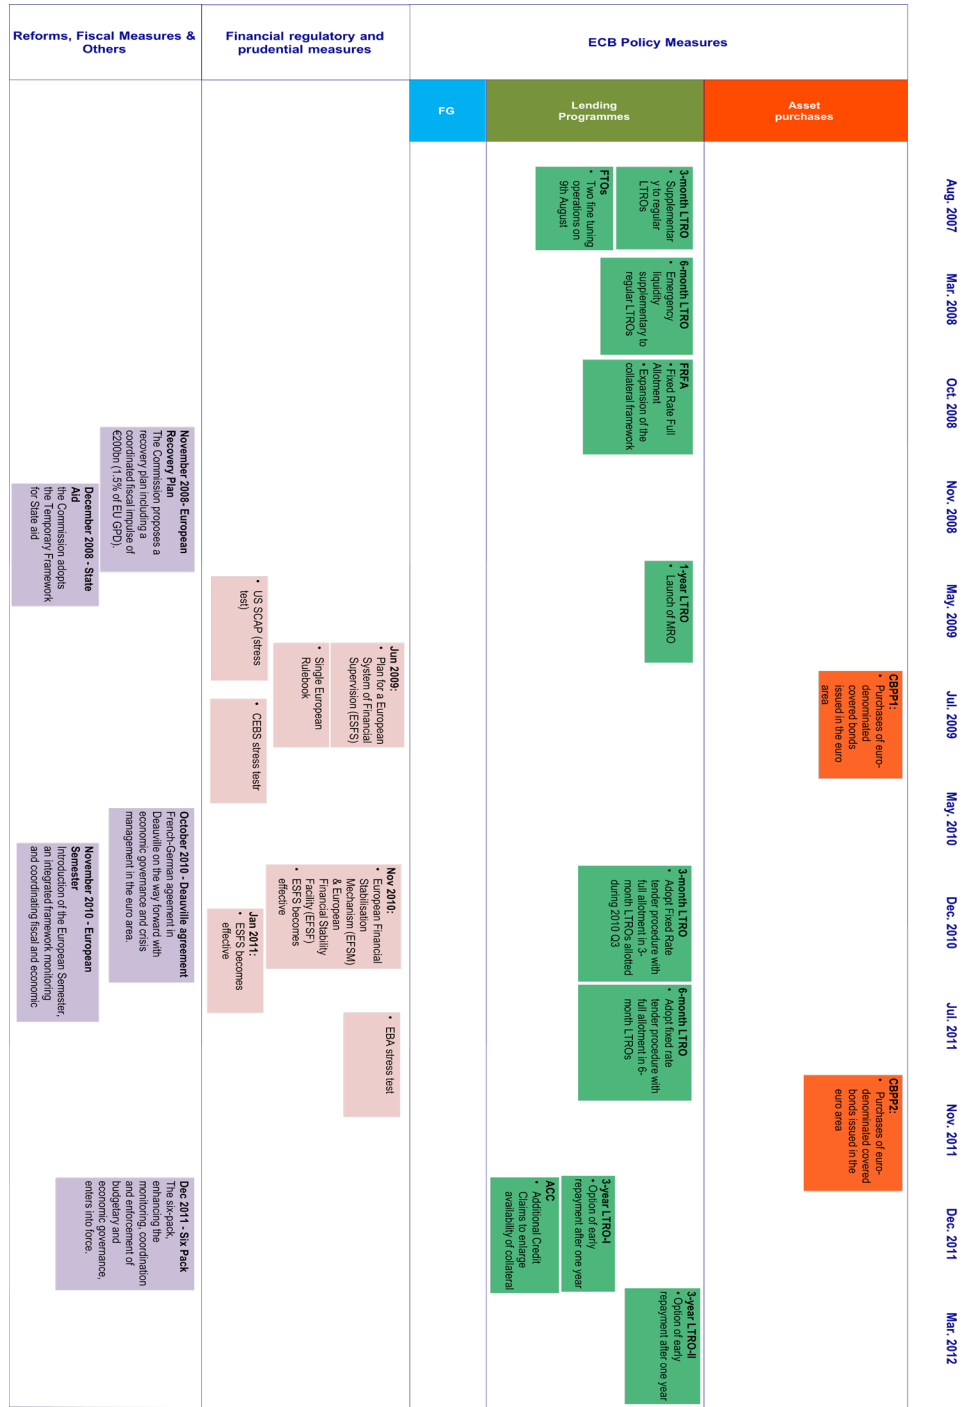 Reforms, Fiscal Measures &
Others
Financial regulatory and
prudential measures
ECB Policy Measures
FG
Lending
Programmes
Asset
purchases
Aug. 2007
Mar. 2008
Oct. 2008
Nov. 2008
May. 2009
Jul. 2009
May. 2010
Dec. 2010
Jul. 2011
Nov. 2011
Dec. 2011
Mar. 2012
CBPP1:
• Purchases of euro-
denominated
covered bonds
issued in the euro
area
CBPP2:
• Purchases of euro-
denominated covered
bonds issued in the
euro area
3-month LTRO
• Supplementar
y to regular
LTROs
FTOs
• Two fine tuning
operations on
9th August
6-month LTRO
• Emergency
liquidity
supplementary to
regular LTROs
FRFA
• Fixed Rate Full
Allotment
• Expansion of the
collateral framework
1-year LTRO
• Launch of MRO
3-month LTRO
• Adopt Fixed Rate
tender procedure with
full allotment in 3-
month LTROs allotted
during 2010 Q3
6-month LTRO
• Adopt fixed rate
tender procedure with
full allotment in 6-
month LTROs
3-year LTRO-I
• Option of early
repayment after one year
ACC
• Additional Credit
Claims to enlarge
availability of collateral
3-year LTRO-II
• Option of early
repayment after one year
• US SCAP (stress
test)
Jun 2009:
• Plan for a European
System of Financial
Supervision (ESFS)
• Single European
Rulebook
• CEBS stress testr
Nov 2010:
• European Financial
Stabilisation
Mechanism (EFSM)
& European
Financial Stability
Facility (EFSF)
• ESFS becomes
effective
Jan 2011:
• ESFS becomes
effective
• EBA stress test
November 2008- European
Recovery Plan
The Commission proposes a
recovery plan including a
coordinated fiscal impulse of
€200bn (1.5% of EU GPD).
December 2008 - State
Aid
the Commission adopts
the Temporary Framework
for State aid
October 2010 - Deauville agreement
French-German ageement in
Deauville on the way forward with
economic governance and crisis
management in the euro area.
November 2010 - European
Semester
Introduction of the European Semester,
an integrated framework monitoring
and coordinating fiscal and economic
Dec 2011 - Six Pack
The six-pack,
enhancing the
monitoring, coordination
and enforcement of
budgetary and
economic governance,
enters into force.